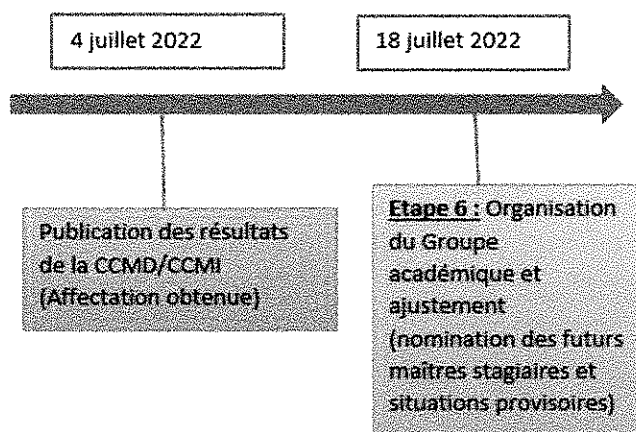 4 juillet 2022
18 juillet 2022
Publication des résultats
de la CCMD/CCMI
(Affectation obtenue)
Etape 6 : Organisation
du Groupe
académique et
ajustement
(nomination des futurs
maîtres stagiaires et
situations provisoires)